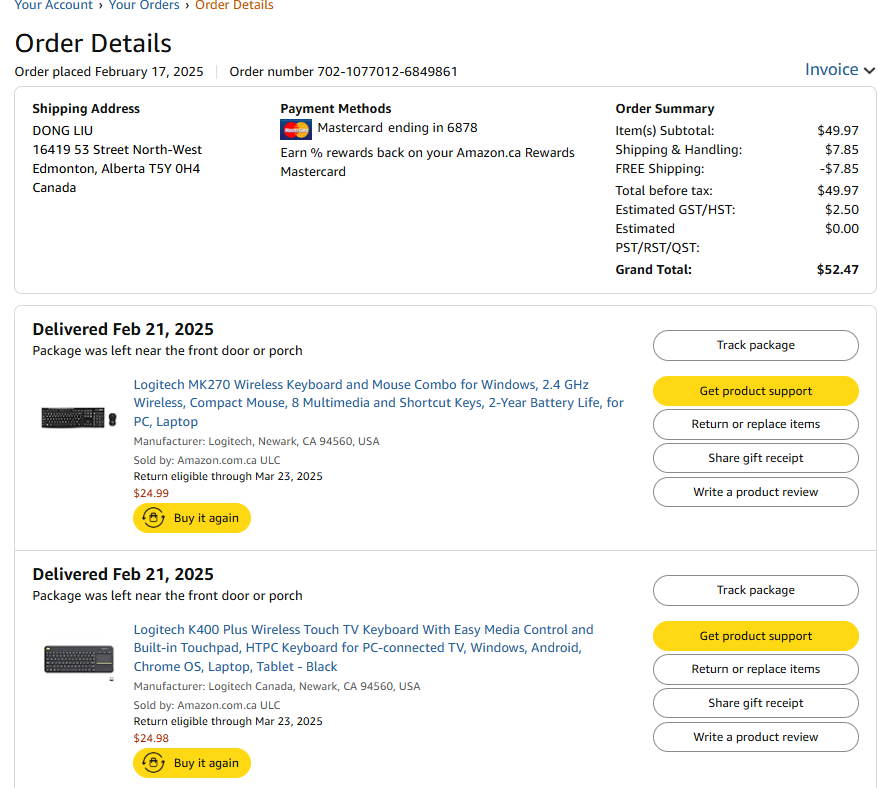 Your Account › Your Orders › Order Details
Order Details
Order placed February 17, 2025 Order number 702-1077012-6849861
Invoice
Shipping Address
DONG LIU
16419 53 Street North-West
Edmonton, Alberta T5Y 0H4
Canada
Payment Methods
MasterCard Mastercard ending in 6878
Earn % rewards back on your Amazon.ca Rewards
Mastercard
Order Summary
Item(s) Subtotal: $49.97
Shipping & Handling: $7.85
FREE Shipping: -$7.85
Total before tax: $49.97
Estimated GST/HST: $2.50
Estimated $0.00
PST/RST/QST:
Grand Total: $52.47
Delivered Feb 21, 2025
Package was left near the front door or porch
Logitech MK270 Wireless Keyboard and Mouse Combo for Windows, 2.4 GHz
Wireless, Compact Mouse, 8 Multimedia and Shortcut Keys, 2-Year Battery Life, for
PC, Laptop
Manufacturer: Logitech, Newark, CA 94560, USA
Sold by: Amazon.com.ca ULC
Return eligible through Mar 23, 2025
$24.99
Buy it again
Track package
Get product support
Return or replace items
Share gift receipt
Write a product review
Delivered Feb 21, 2025
Package was left near the front door or porch
Logitech K400 Plus Wireless Touch TV Keyboard With Easy Media Control and
Built-in Touchpad, HTPC Keyboard for PC-connected TV, Windows, Android,
Chrome OS, Laptop, Tablet - Black
Manufacturer: Logitech Canada, Newark, CA 94560, USA
Sold by: Amazon.com.ca ULC
Return eligible through Mar 23, 2025
$24.98
Buy it again
Track package
Get product support
Return or replace items
Share gift receipt
Write a product review